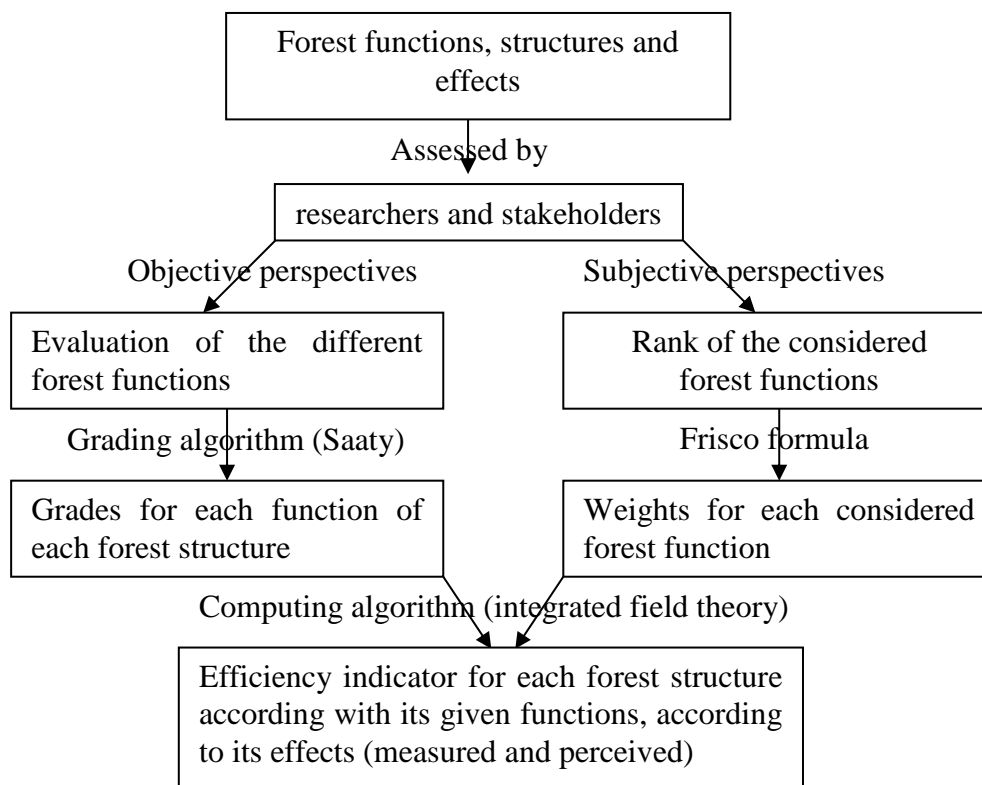 Forest functions, structures and
effects
Assessed by
researchers and stakeholders
Objective perspectives
Subjective perspectives
Evaluation of the different
forest functions
Rank of the considered
forest functions
Grading algorithm (Saaty)
Frisco formula
Grades for each function of
each forest structure
Weights for each considered
forest function
Computing algorithm (integrated field theory)
Efficiency indicator for each forest structure
according with its given functions, according
to its effects (measured and perceived)